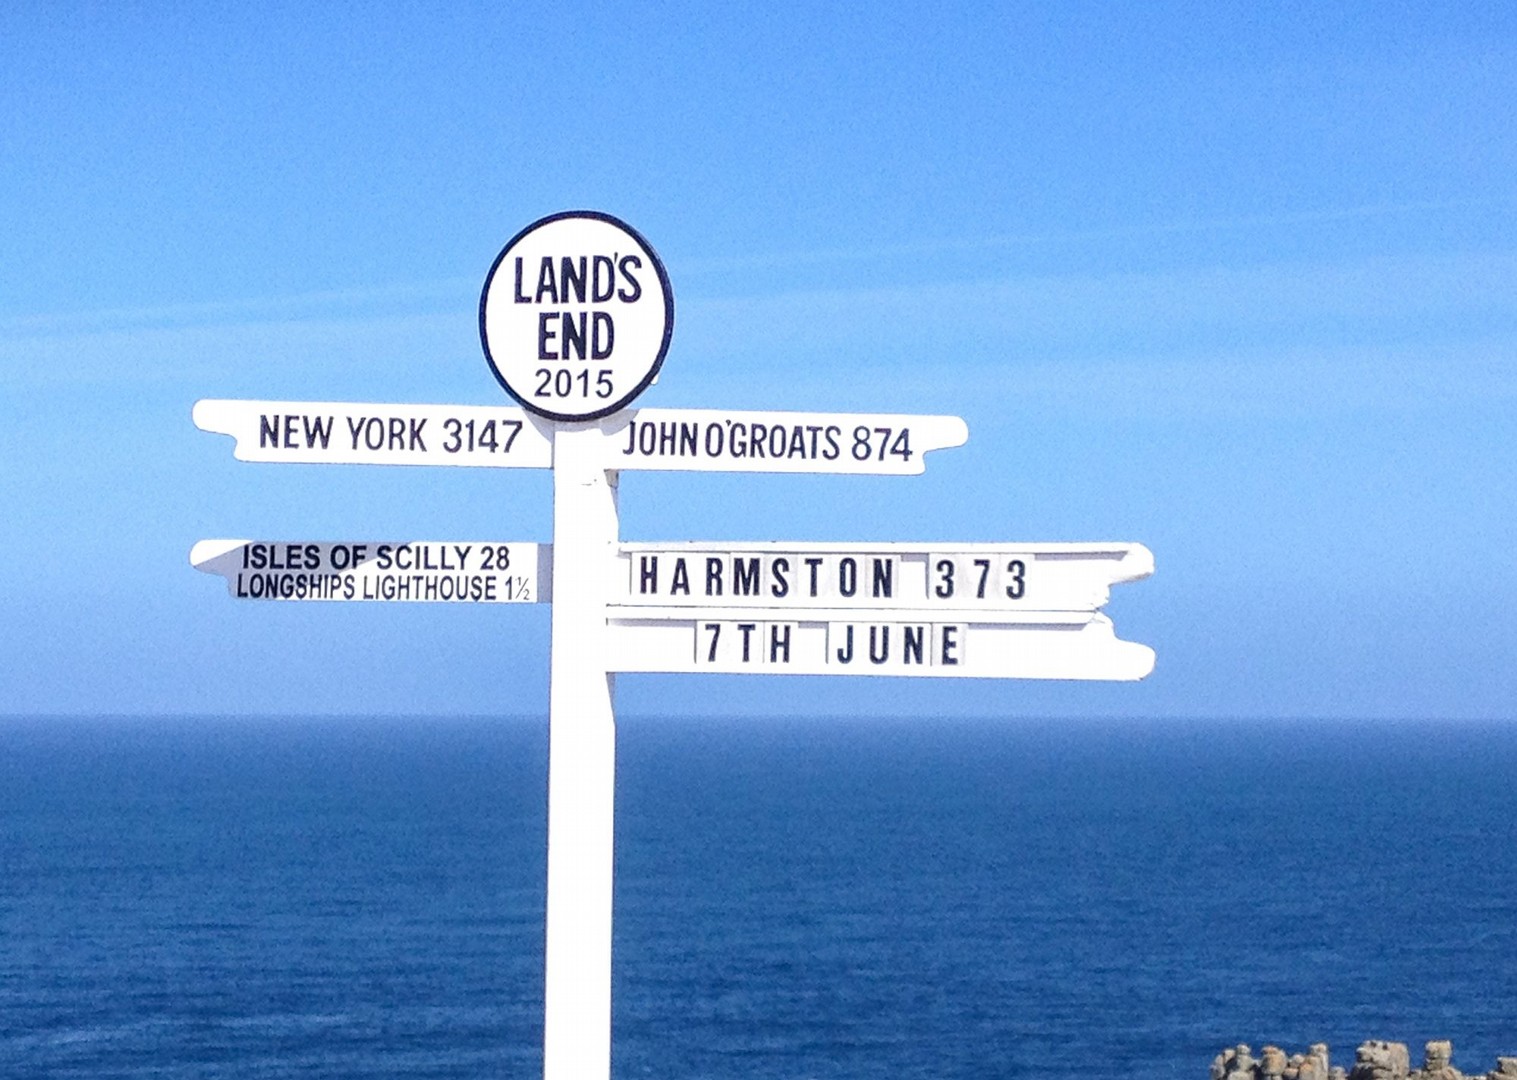 LAND'S
END
2015
NEW YORK 3147
JOHN O'GROATS 874
ISLES OF SCILLY 28
LONGSHIPS LIGHTHOUSE 1½
HARMSTON 373
7TH JUNE